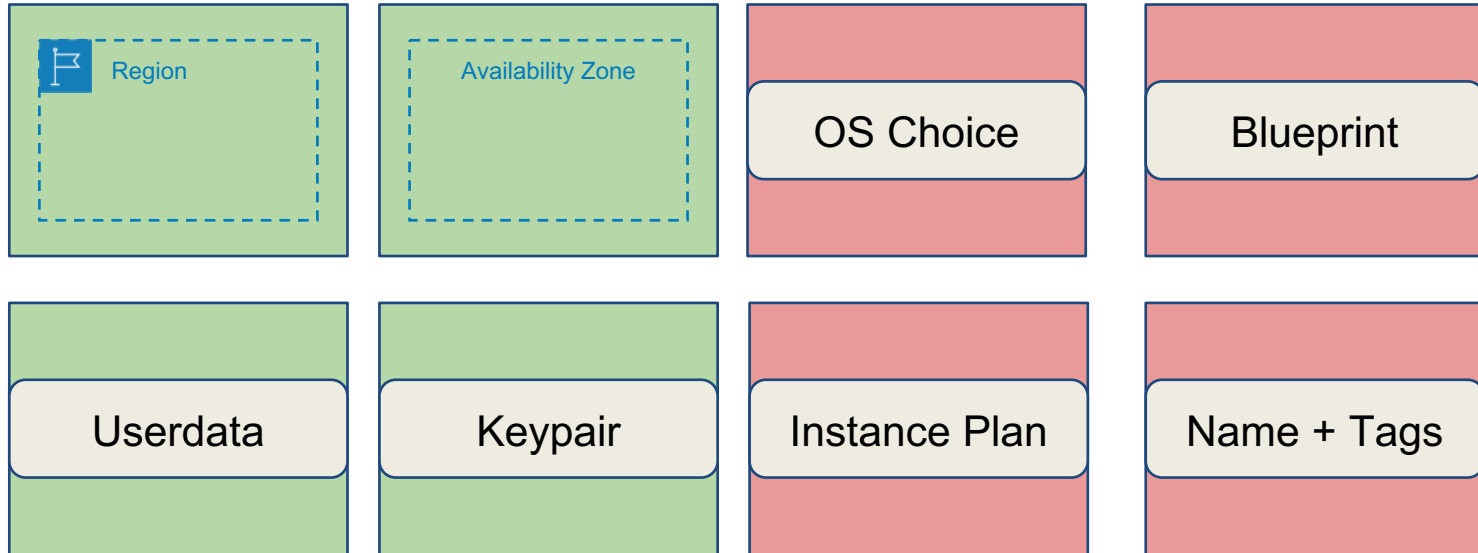 Region
Availability Zone
OS Choice
Blueprint
Userdata
Keypair
Instance Plan
Name + Tags